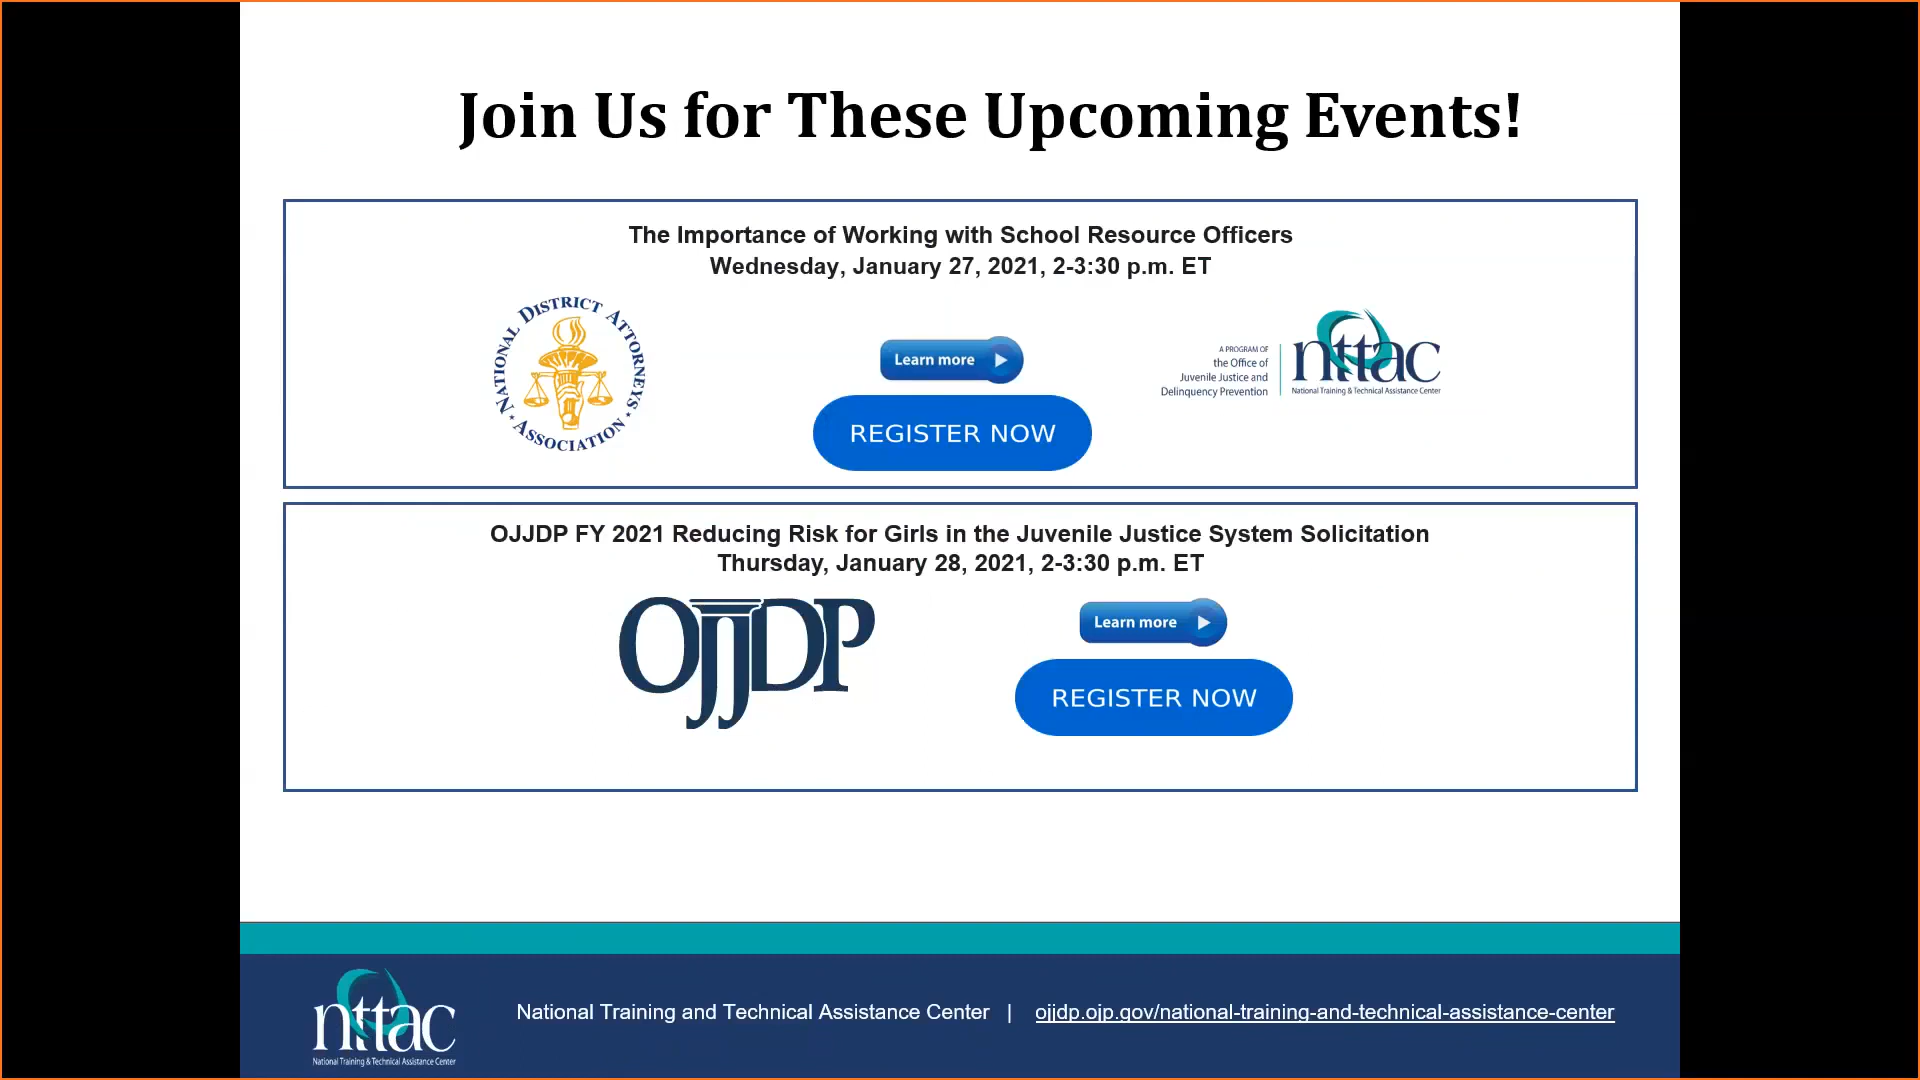 Join Us for These Upcoming Events!
The Importance of Working with School Resource Officers
Wednesday, January 27, 2021, 2-3:30 p.m. ET
NATIONAL DISTRICT ATTORNEYS
ASSOCIATION
Learn more
REGISTER NOW
A PROGRAM OF
the Office of
Juvenile Justice and
Delinquency Prevention
nttac
National Training & Technical Assistance Center
OJJDP FY 2021 Reducing Risk for Girls in the Juvenile Justice System Solicitation
Thursday, January 28, 2021, 2-3:30 p.m. ET
OJJDP
Learn more
REGISTER NOW
nttac
National Training & Technical Assistance Center
National Training and Technical Assistance Center | ojjdp.ojp.gov/national-training-and-technical-assistance-center